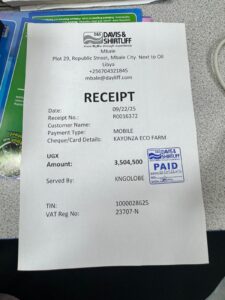 D&S DAVIS &
SHIRTLIFF
Mbale
Plot 29, Republic Street, Mbale City. Next to Oil
Libya
+256704321845
mbale@dayliff.com
RECEIPT
Date: 09/22/25
Receipt No.: R0016372
Customer Name:
Payment Type: MOBILE
Cheque/Card Details: KAYONZA ECO FARM
UGX
Amount: 3,504,500
Served By: KNGOLOBE
DAVIS &
SHIRTLIFF
PAID
TIN: 1000028625
VAT Reg No: 23707-N